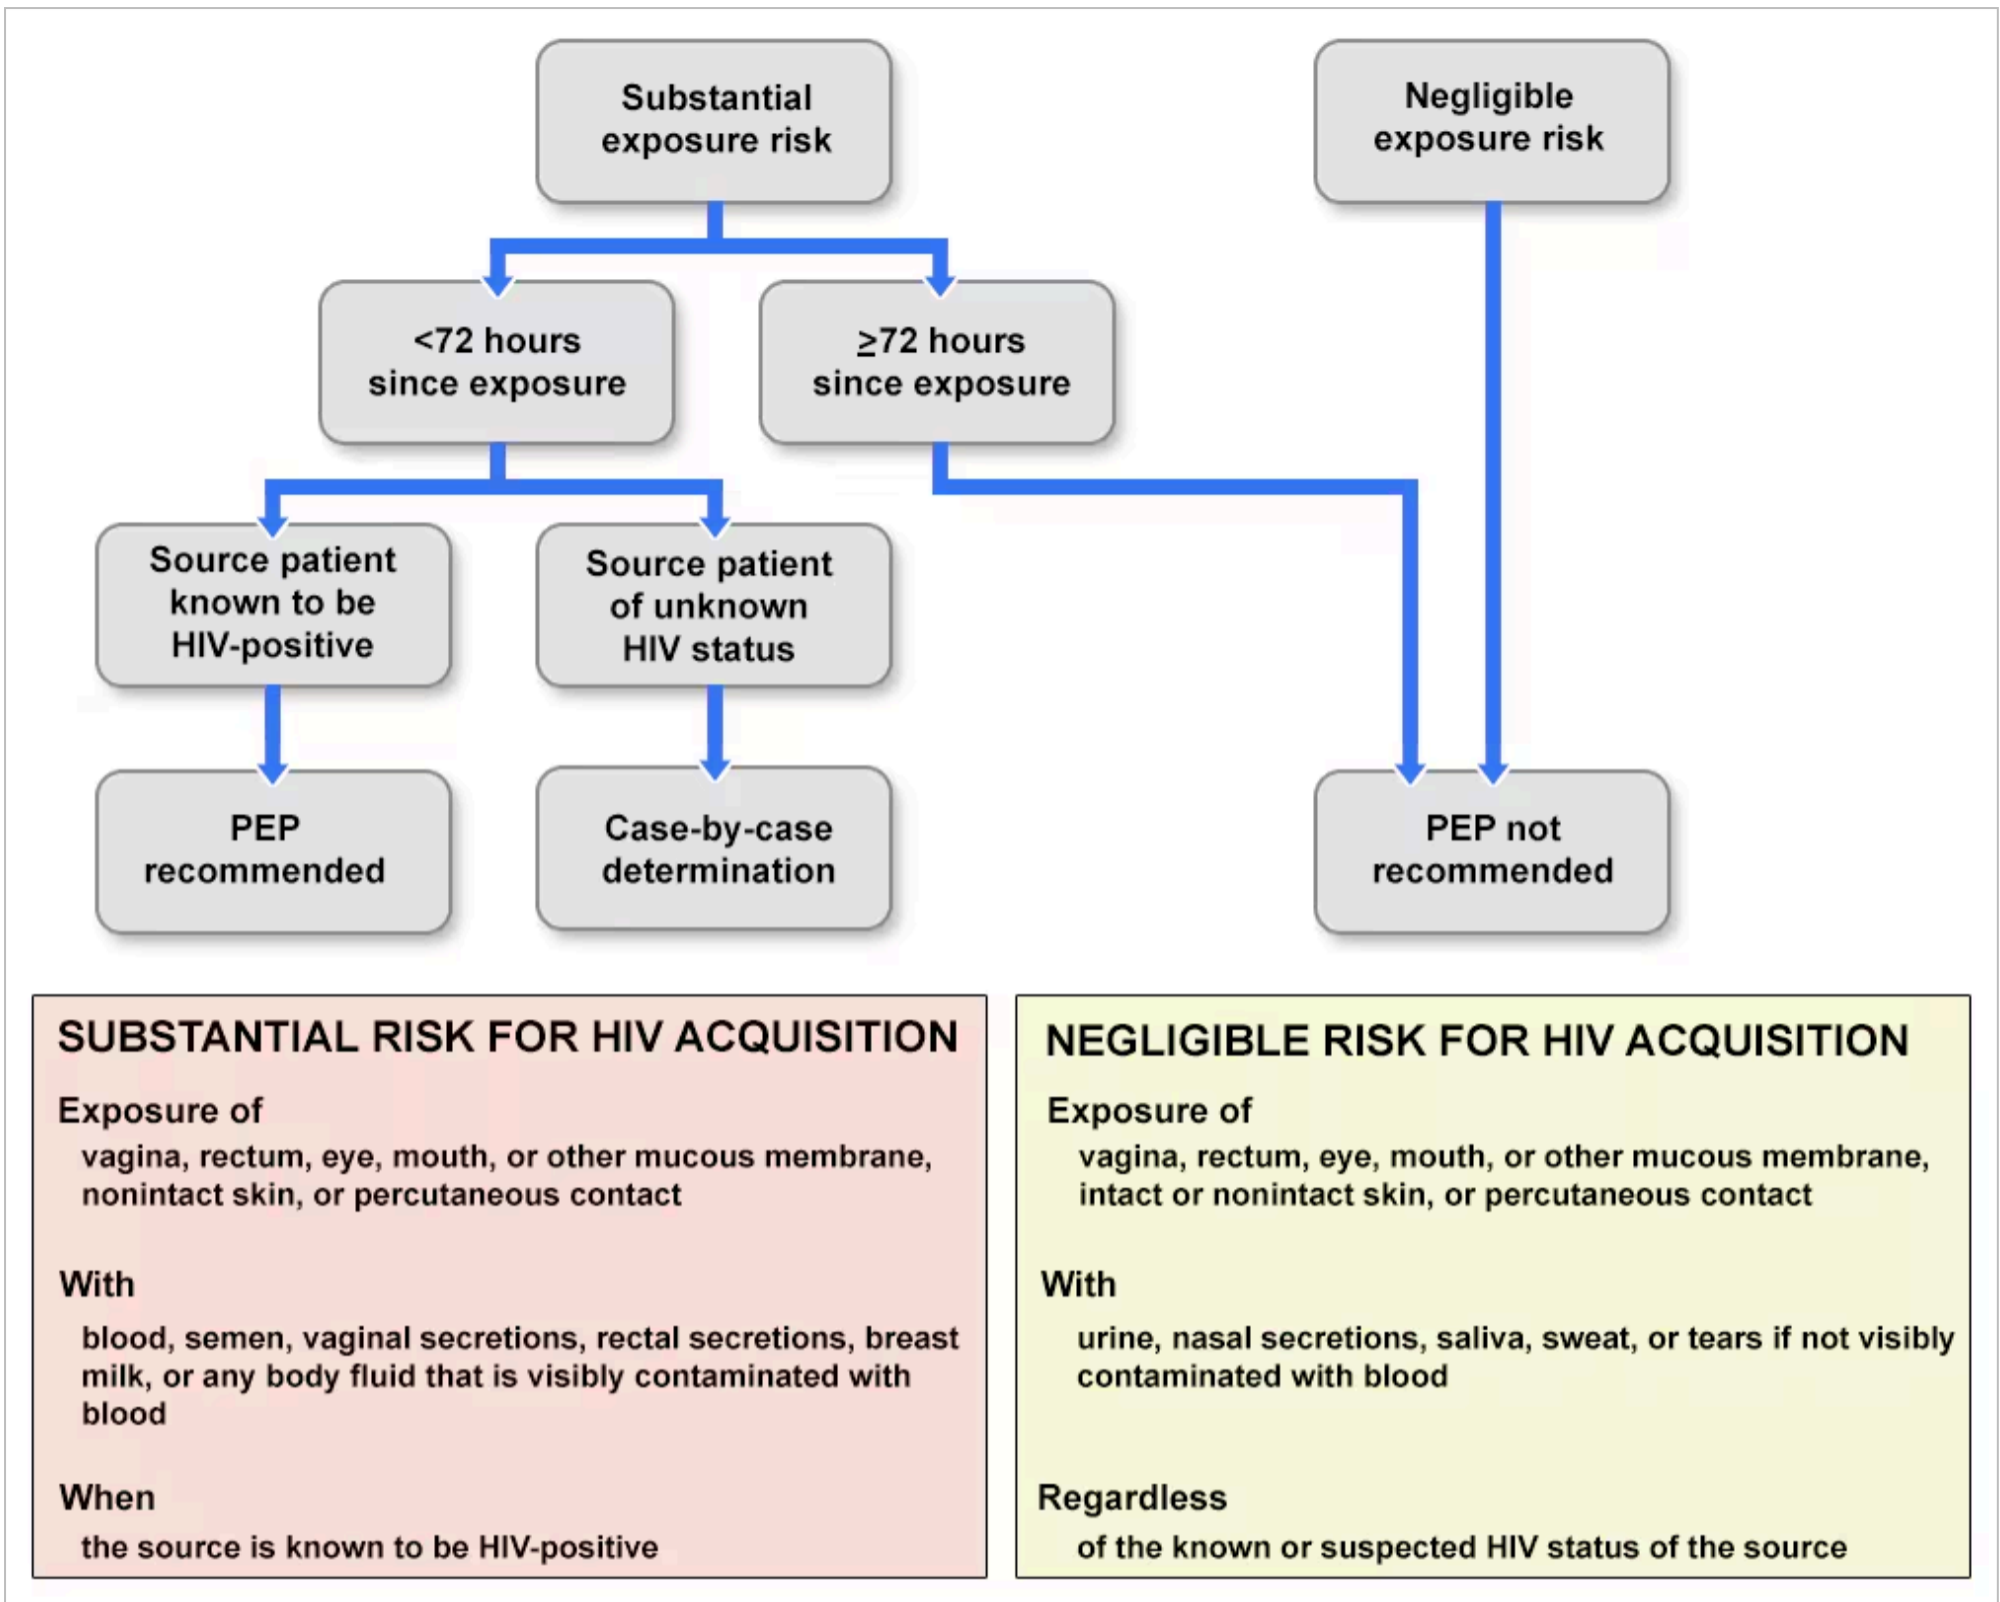 Substantial
exposure risk
Negligible
exposure risk
<72 hours
since exposure
≥72 hours
since exposure
Source patient
known to be
HIV-positive
Source patient
of unknown
HIV status
PEP
recommended
Case-by-case
determination
PEP not
recommended
SUBSTANTIAL RISK FOR HIV ACQUISITION
Exposure of
vagina, rectum, eye, mouth, or other mucous membrane,
nonintact skin, or percutaneous contact
With
blood, semen, vaginal secretions, rectal secretions, breast
milk, or any body fluid that is visibly contaminated with
blood
When
the source is known to be HIV-positive
NEGLIGIBLE RISK FOR HIV ACQUISITION
Exposure of
vagina, rectum, eye, mouth, or other mucous membrane,
intact or nonintact skin, or percutaneous contact
With
urine, nasal secretions, saliva, sweat, or tears if not visibly
contaminated with blood
Regardless
of the known or suspected HIV status of the source